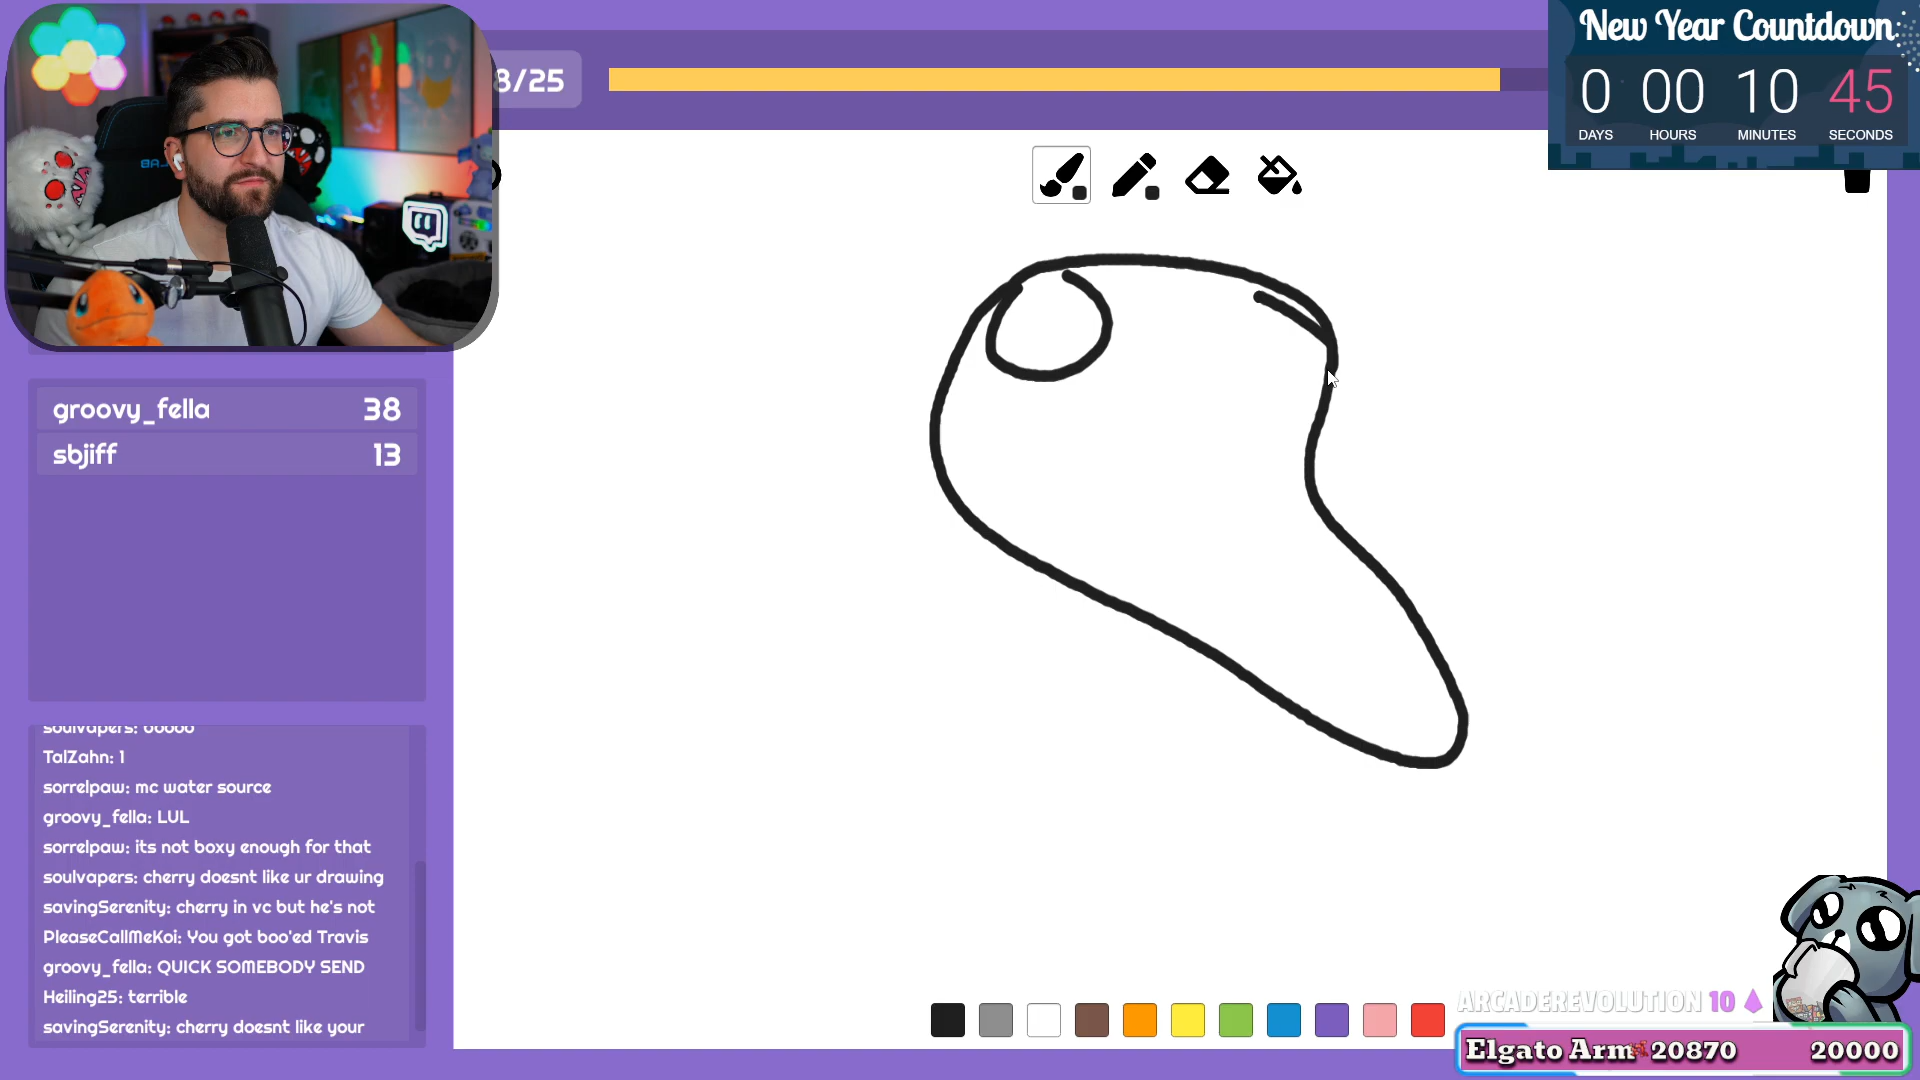 New Year Countdown
0 00 10 45
DAYS HOURS MINUTES SECONDS
8/25
groovy_fella 38
sbjiff 13
soulvapers: ooooo
TalZahn: 1
sorrelpaw: mc water source
groovy_fella: LUL
sorrelpaw: its not boxy enough for that
soulvapers: cherry doesnt like ur drawing
savingSerenity: cherry in vc but he's not
PleaseCallMeKoi: You got boo'ed Travis
groovy_fella: QUICK SOMEBODY SEND
Heiling25: terrible
savingSerenity: cherry doesnt like your
ARCADEREVOLUTION 10
Elgato Arm 20870 20000